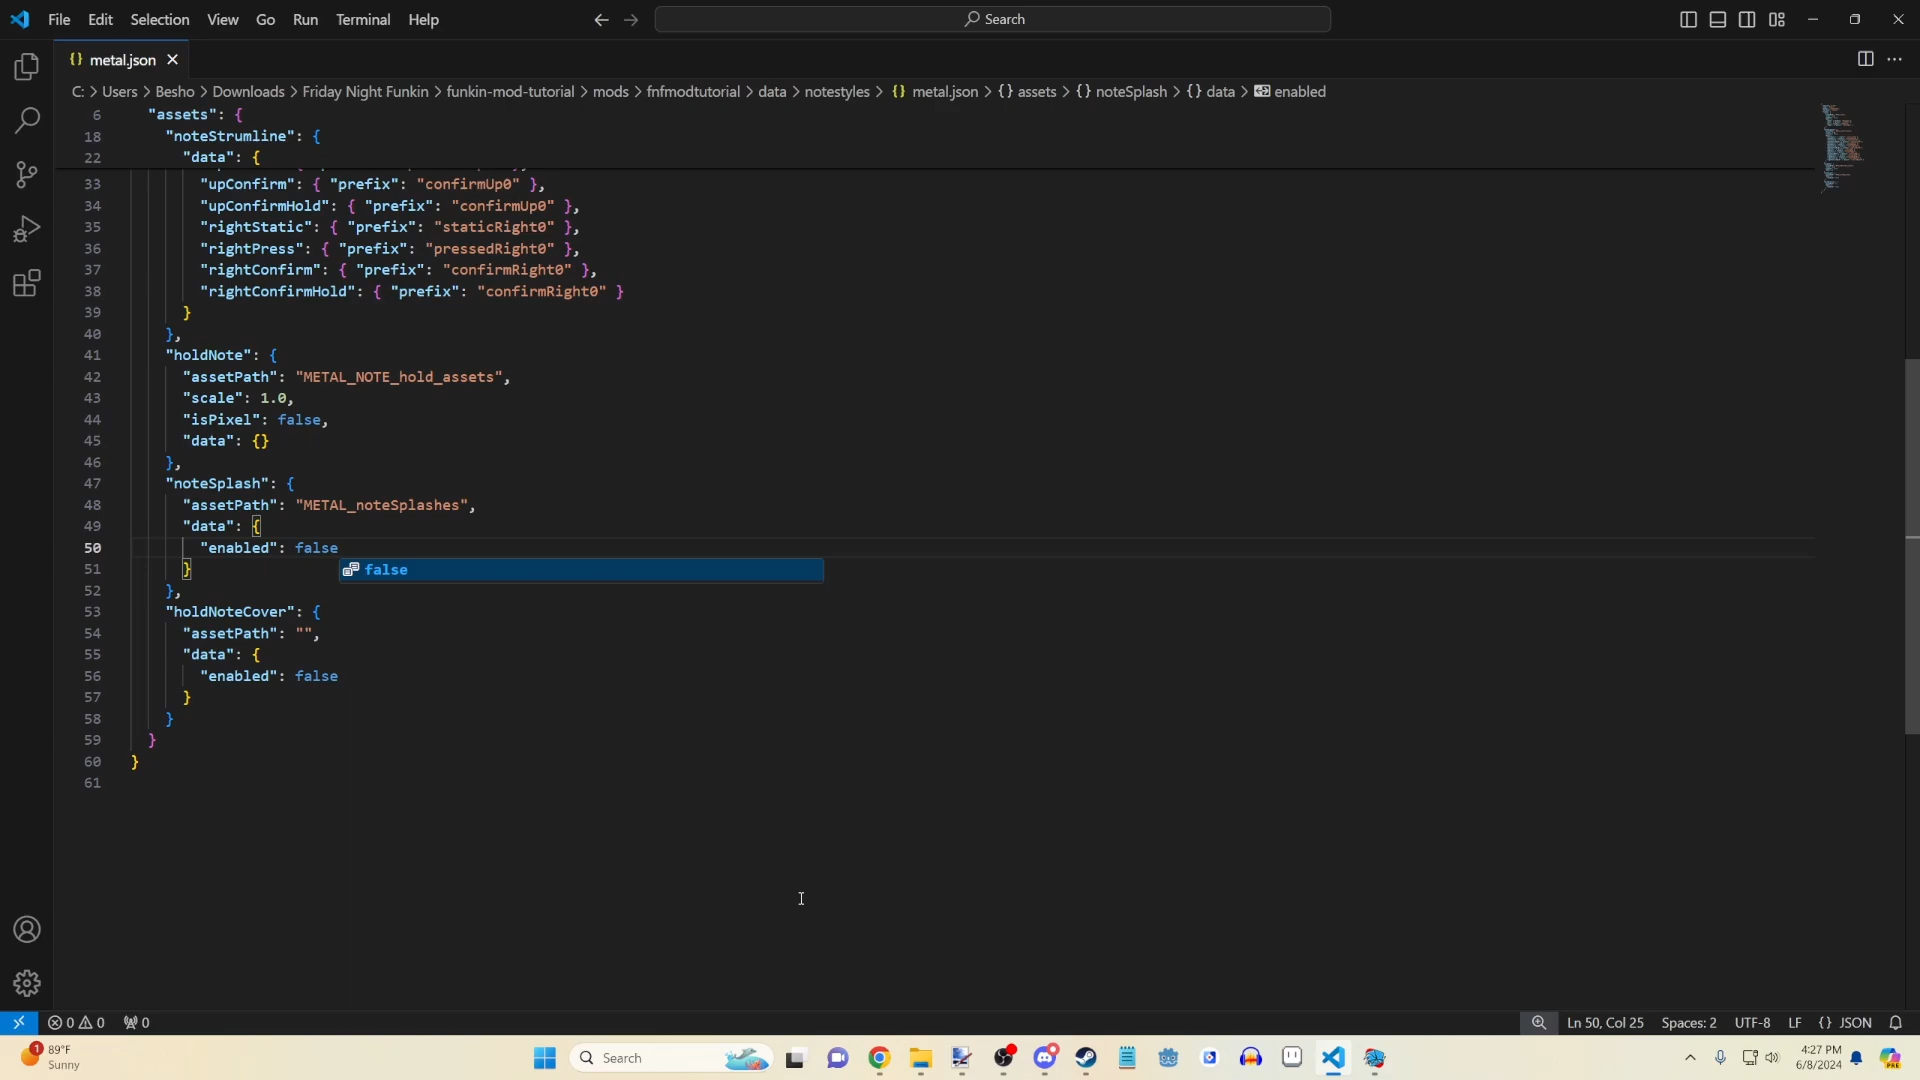 File Edit Selection View Go Run Terminal Help
Search
metal.json
C: > Users > Besho > Downloads > Friday Night Funkin > funkin-mod-tutorial > mods > fnfmodtutorial > data > notestyles > {} metal.json > {} assets > {} noteSplash > {} data > enabled
6 "assets": {
18 "noteStrumline": {
22 "data": {
33 "upConfirm": { "prefix": "confirmUp0" },
34 "upConfirmHold": { "prefix": "confirmUp0" },
35 "rightStatic": { "prefix": "staticRight0" },
36 "rightPress": { "prefix": "pressedRight0" },
37 "rightConfirm": { "prefix": "confirmRight0" },
38 "rightConfirmHold": { "prefix": "confirmRight0" }
39 }
40 },
41 "holdNote": {
42 "assetPath": "METAL_NOTE_hold_assets",
43 "scale": 1.0,
44 "isPixel": false,
45 "data": {}
46 },
47 "noteSplash": {
48 "assetPath": "METAL_noteSplashes",
49 "data": {
50 "enabled": false
51 }
false
52 },
53 "holdNoteCover": {
54 "assetPath": "",
55 "data": {
56 "enabled": false
57 }
58 }
59 }
60 }
61
0 0 0 Ln 50, Col 25 Spaces: 2 UTF-8 LF {} JSON
1 89°F
Sunny
Search
4:27 PM
6/8/2024
PRE